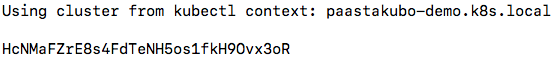 Using cluster from kubectl context: paastakubo-demo.k8s.local
HcNMaFZrE8s4FdTeNH5os1fkH9Ovx3oR